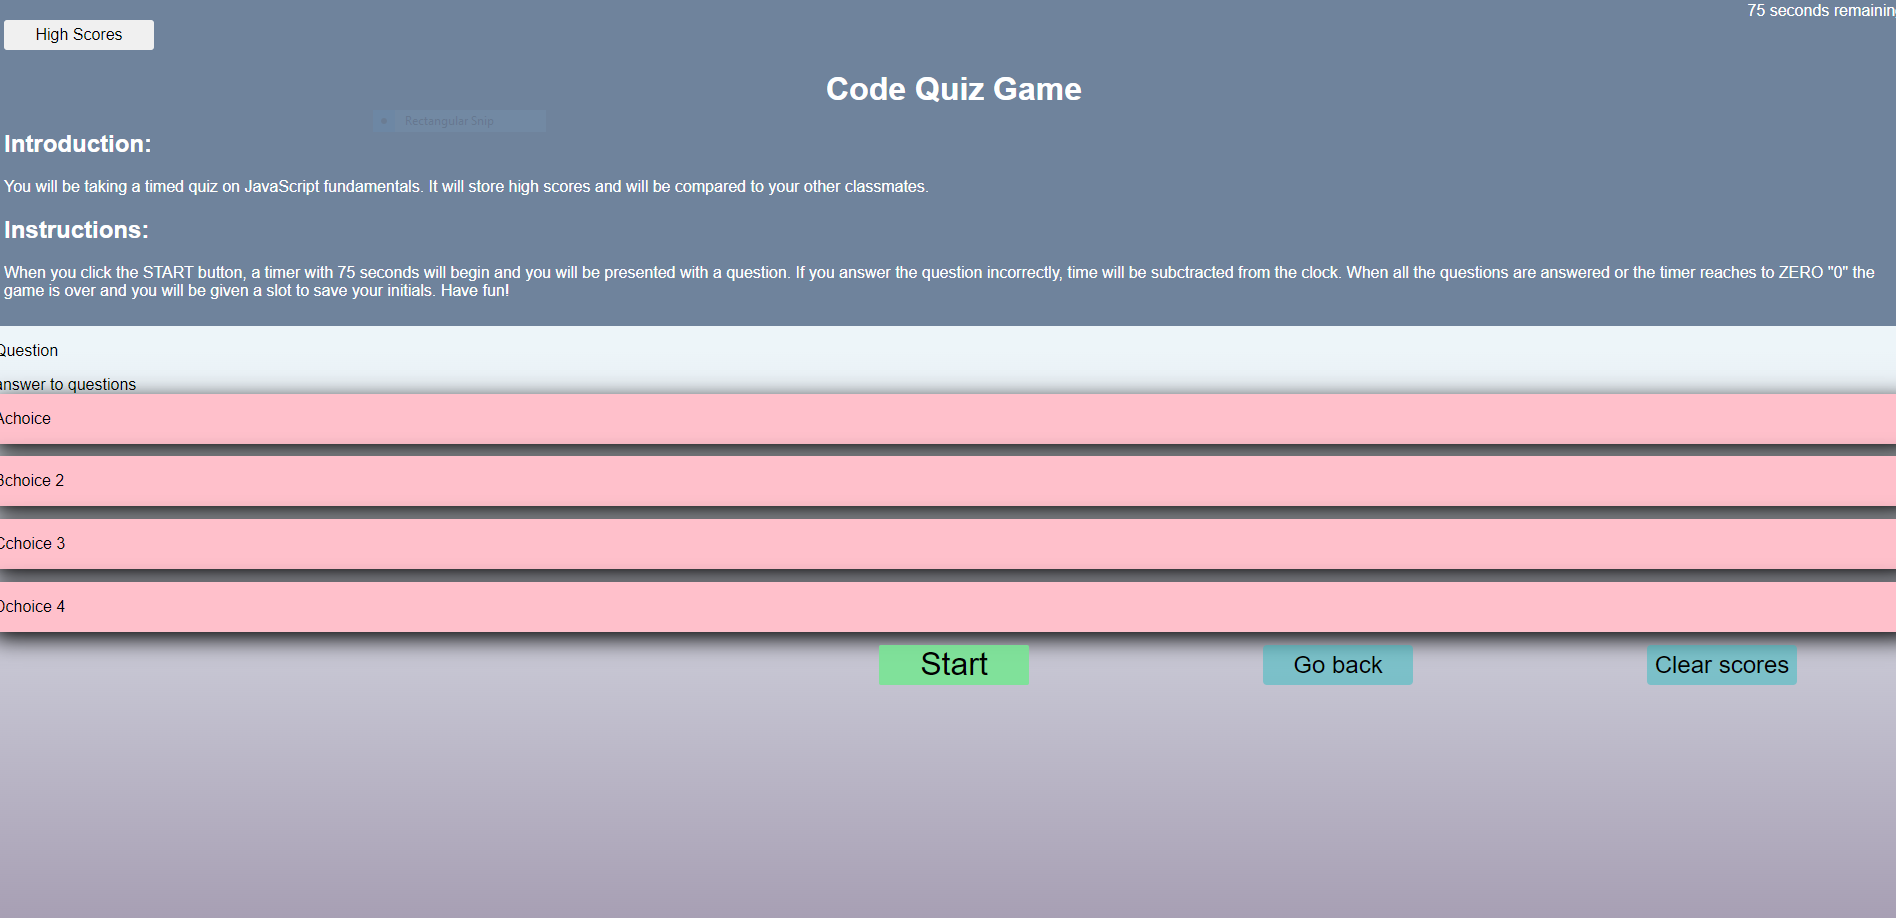 75 seconds remainin
High Scores
Code Quiz Game
Rectangular Snip
Introduction:
You will be taking a timed quiz on JavaScript fundamentals. It will store high scores and will be compared to your other classmates.
Instructions:
When you click the START button, a timer with 75 seconds will begin and you will be presented with a question. If you answer the question incorrectly, time will be subctracted from the clock. When all the questions are answered or the timer reaches to ZERO "0" the
game is over and you will be given a slot to save your initials. Have fun!
Question
answer to questions
Achoice
Bchoice 2
Cchoice 3
Dchoice 4
Start
Go back
Clear scores